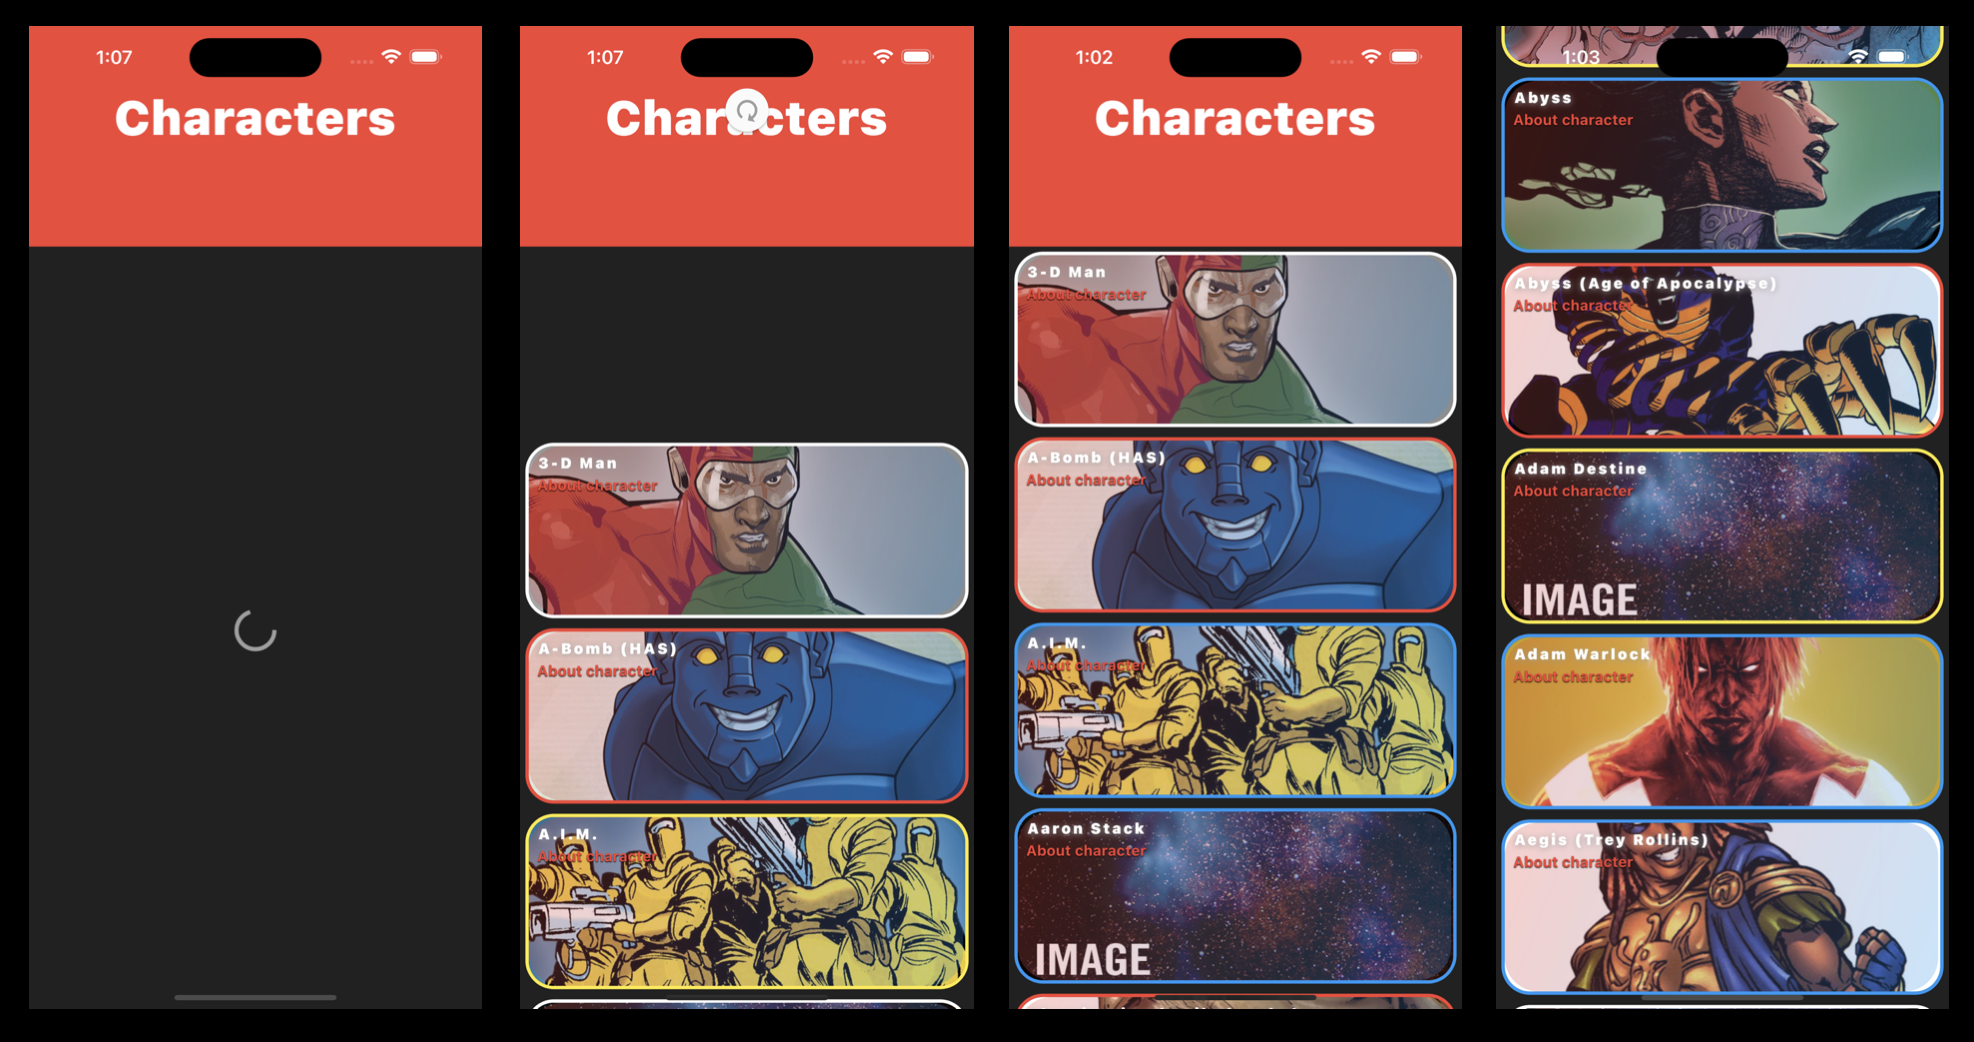 1:07
Characters
1:07
Characters
3-D Man
About character
A-Bomb (HAS)
About character
A.I.M.
About character
1:02
Characters
3-D Man
About character
A-Bomb (HAS)
About character
A.I.M.
About character
Aaron Stack
About character
IMAGE
1:03
Abyss
About character
Abyss (Age of Apocalypse)
About character
Adam Destine
About character
IMAGE
Adam Warlock
About character
Aegis (Trey Rollins)
About character